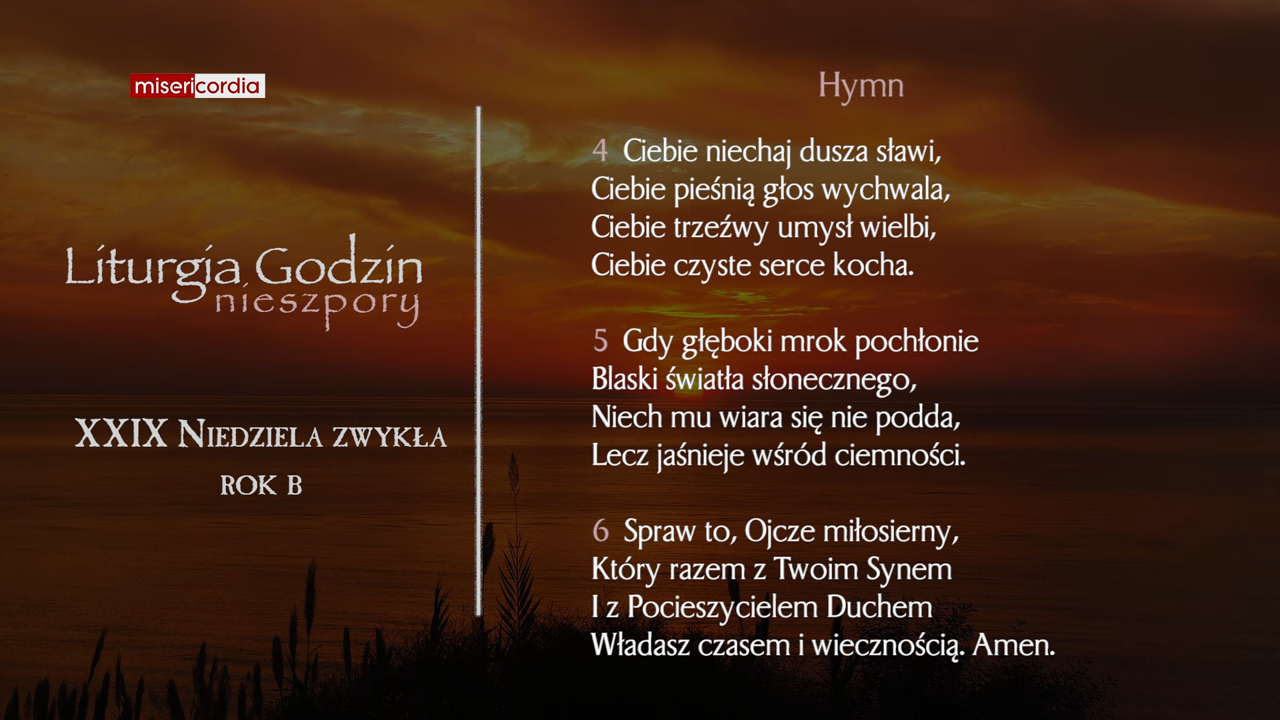 misericordia
Liturgia Godzin
nieszpory
XXIX Niedziela zwykła
rok B
Hymn
4 Ciebie niechaj dusza sławi,
Ciebie pieśnią głos wychwala,
Ciebie trzeźwy umysł wielbi,
Ciebie czyste serce kocha.
5 Gdy głęboki mrok pochłonie
Blaski światła słonecznego,
Niech mu wiara się nie podda,
Lecz jaśnieje wśród ciemności.
6 Spraw to, Ojcze miłosierny,
Który razem z Twoim Synem
I z Pocieszycielem Duchem
Władasz czasem i wiecznością. Amen.